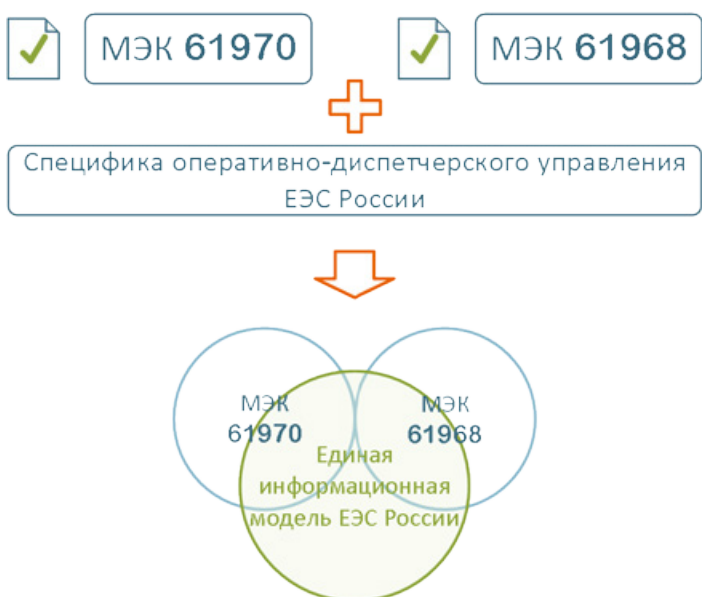 МЭК 61970
МЭК 61968
Специфика оперативно-диспетчерского управления
ЕЭС России
МЭК
61970
МЭК
61968
Единая
информационная
модель ЕЭС России